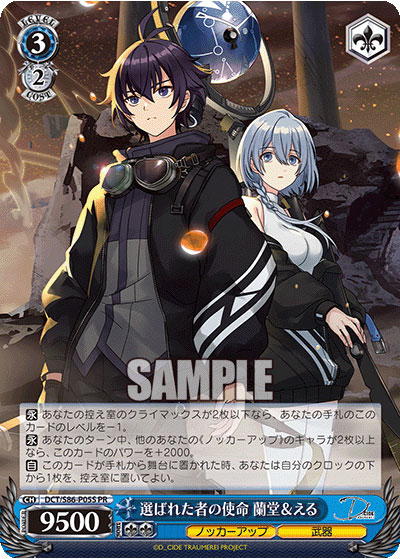 LEVEL
3
2
COST
SAMPLE
永 あなたの控え室のクライマックスが2枚以下なら、あなたの手札のこの
カードのレベルを－1。
永 あなたのターン中、他のあなたの《ノッカーアップ》のキャラが2枚以上
なら、このカードのパワーを＋2000。
自 このカードが手札から舞台に置かれた時、あなたは自分のクロックの下
から1枚を、控え室に置いてよい。
CH DCT/S86-P05S PR
POWER 9500
選ばれた者の使命 蘭堂＆える
ノッカーアップ 武器
©D_CIDE TRAUMEREI PROJECT